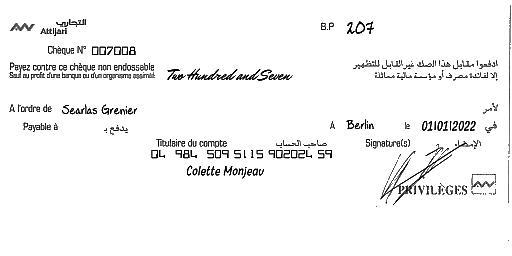 التجاري
Attijari
B.P 207
Chèque N° 007008
Payez contre ce chèque non endossable
Sauf au profit d'une banque ou d'un organisme assimilé
Two Hundred and Seven
ادفعوا مقابل هذا الصك غير القابل للتظهير
إلا لفائدة مصرف أو مؤسسة مالية مماثلة
A l'ordre de Searlas Grenier
لأمر
Payable à يدفع بـ
A Berlin le 01/01/2022 في
Titulaire du compte صاحب الحساب
Signature(s) الإمضاء
04 984 509 5115 902024 59
Colette Monjeau
PRIVILÈGES